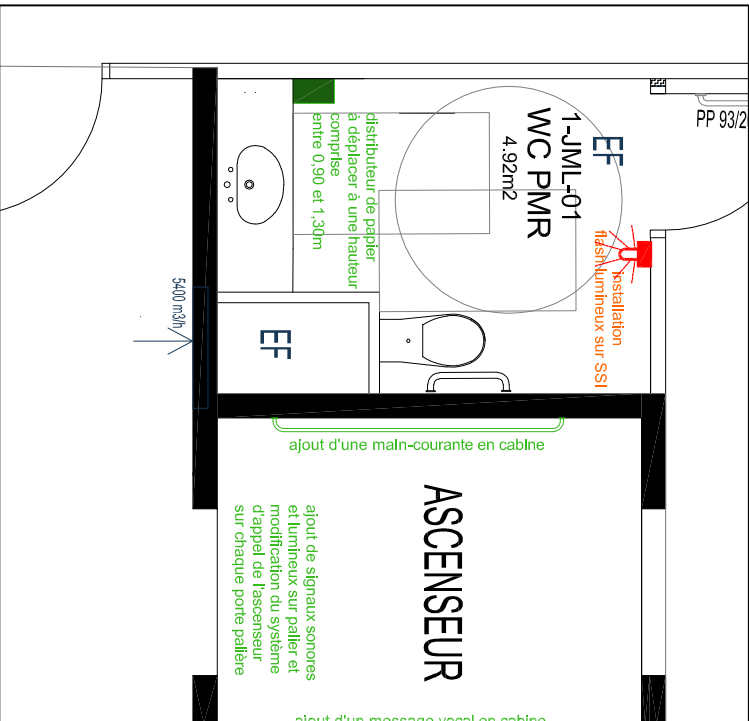 PP 93/2
EF
1-JML-01
WC PMR
4.92m2
distributeur de papier
à déplacer à une hauteur
comprise
entre 0,90 et 1,30m
installation
flash lumineux sur SSI
5400 m3/h
EF
ajout d'une main-courante en cabine
ASCENSEUR
ajout de signaux sonores
et lumineux sur palier et
modification du système
d'appel de l'ascenseur
sur chaque porte palière
ajout d'un message vocal en cabine